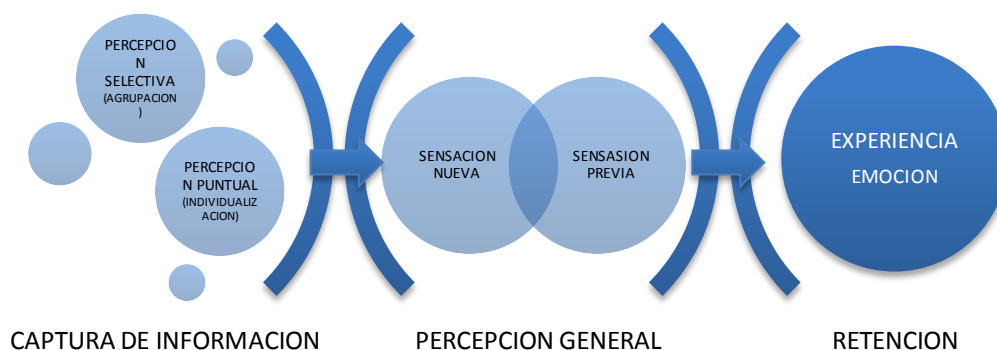 PERCEPCIO
N
SELECTIVA
(AGRUPACION
)
PERCEPCIO
N PUNTUAL
(INDIVIDUALIZ
ACION)
SENSACION
NUEVA
SENSASION
PREVIA
EXPERIENCIA
EMOCION
CAPTURA DE INFORMACION
PERCEPCION GENERAL
RETENCION